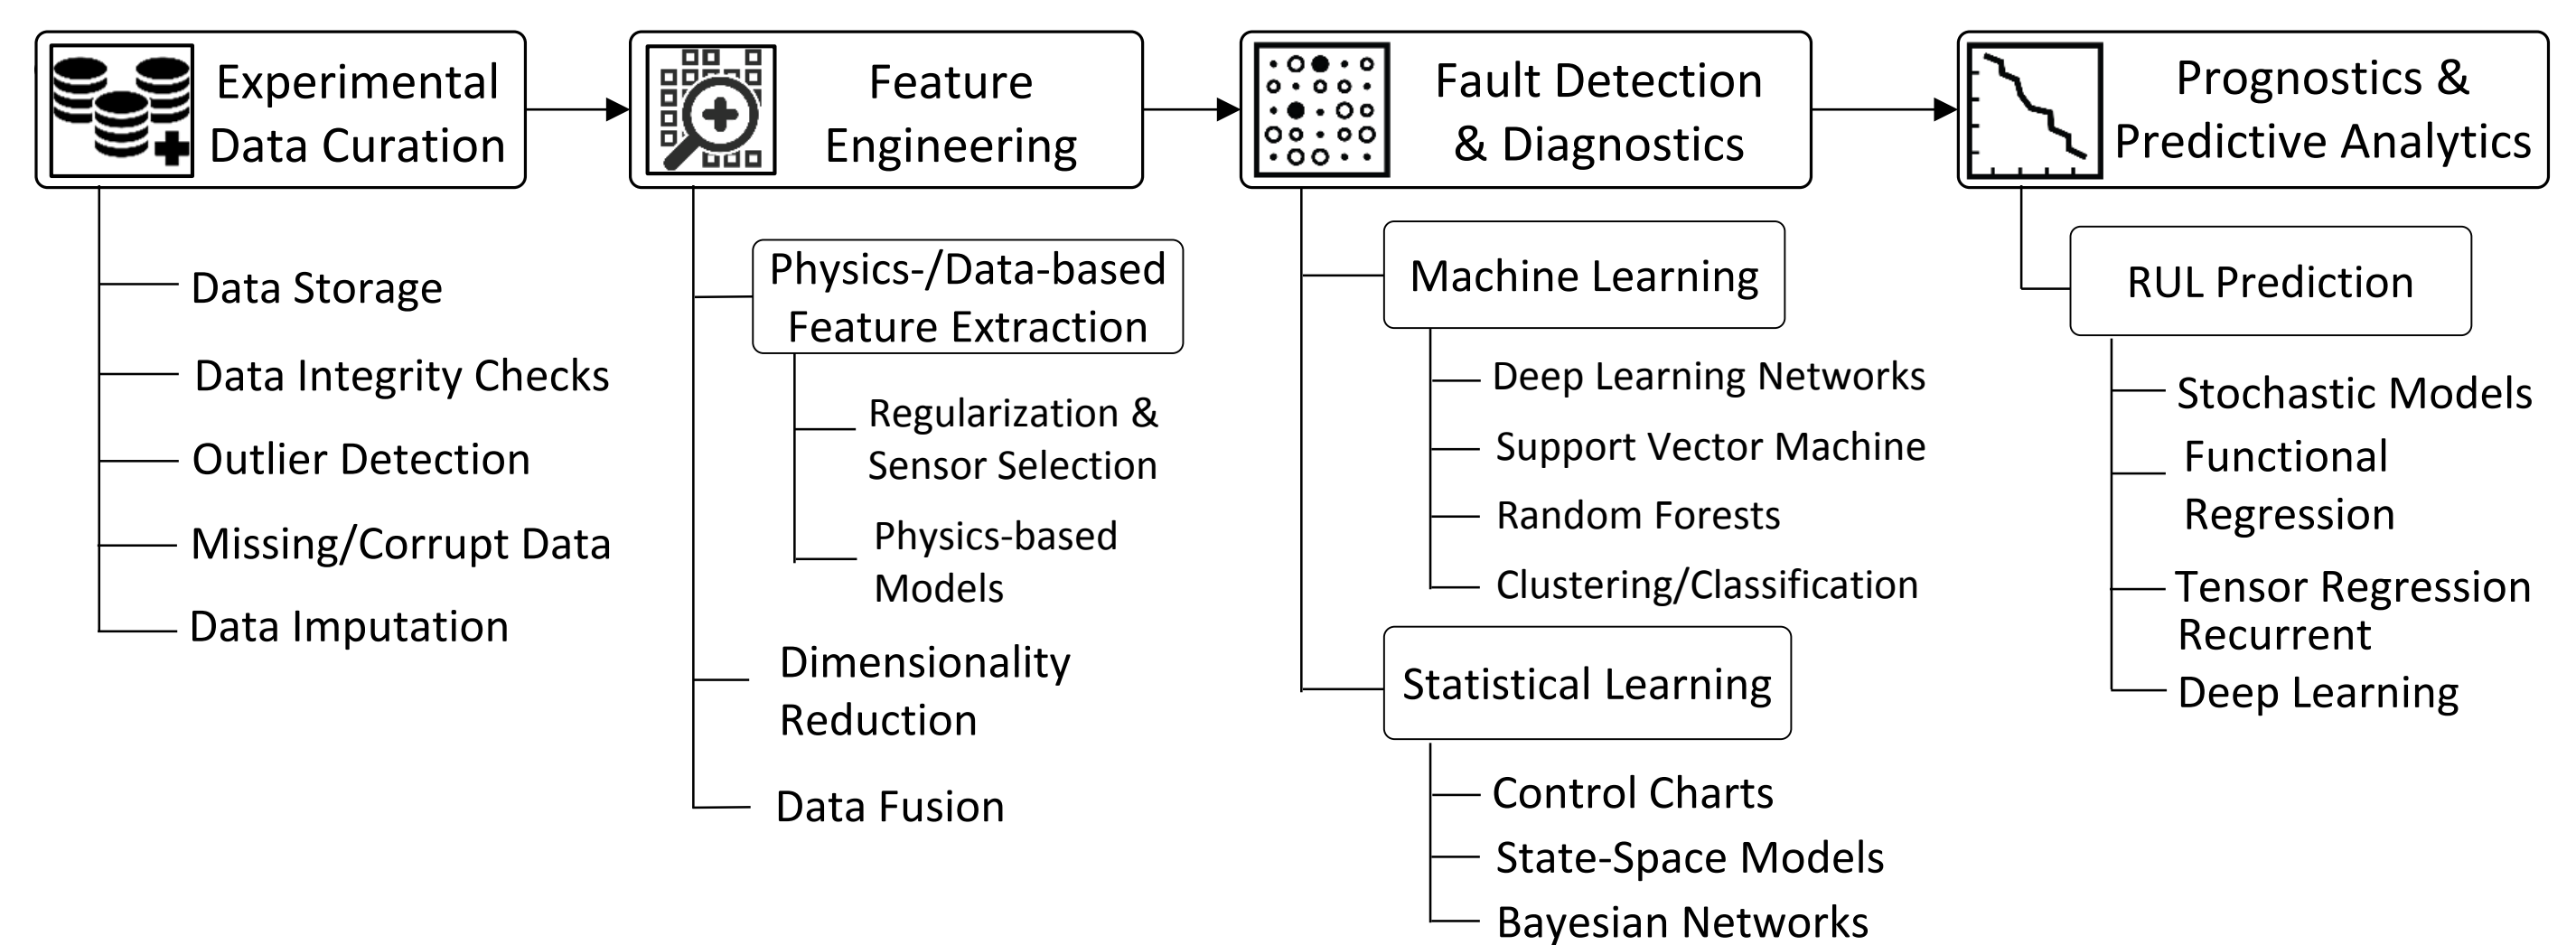 Experimental
Data Curation
Data Storage
Data Integrity Checks
Outlier Detection
Missing/Corrupt Data
Data Imputation
Feature
Engineering
Physics-/Data-based
Feature Extraction
Regularization &
Sensor Selection
Physics-based
Models
Dimensionality
Reduction
Data Fusion
Fault Detection
& Diagnostics
Machine Learning
Deep Learning Networks
Support Vector Machine
Random Forests
Clustering/Classification
Statistical Learning
Control Charts
State-Space Models
Bayesian Networks
Prognostics &
Predictive Analytics
RUL Prediction
Stochastic Models
Functional
Regression
Tensor Regression
Recurrent
Deep Learning